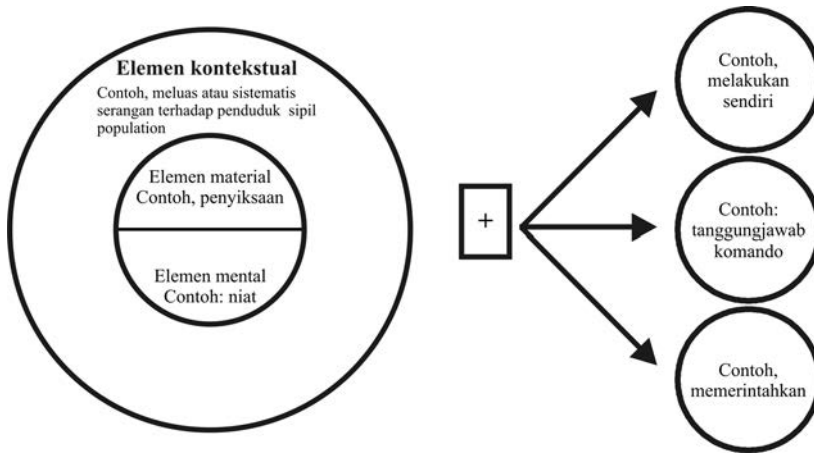 Elemen kontekstual
Contoh, meluas atau sistematis
serangan terhadap penduduk sipil
population
Elemen material
Contoh, penyiksaan
Elemen mental
Contoh: niat
+
Contoh,
melakukan
sendiri
Contoh:
tanggungjawab
komando
Contoh,
memerintahkan